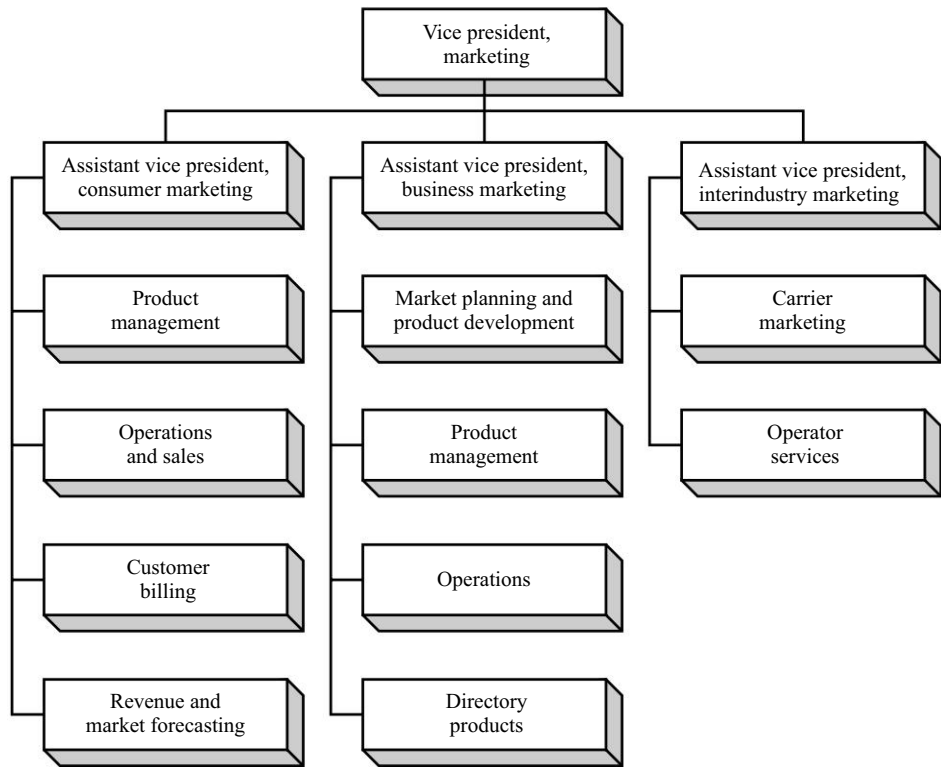 Vice president,
marketing
Assistant vice president,
consumer marketing
Assistant vice president,
business marketing
Assistant vice president,
interindustry marketing
Product
management
Market planning and
product development
Carrier
marketing
Operations
and sales
Product
management
Operator
services
Customer
billing
Operations
Revenue and
market forecasting
Directory
products